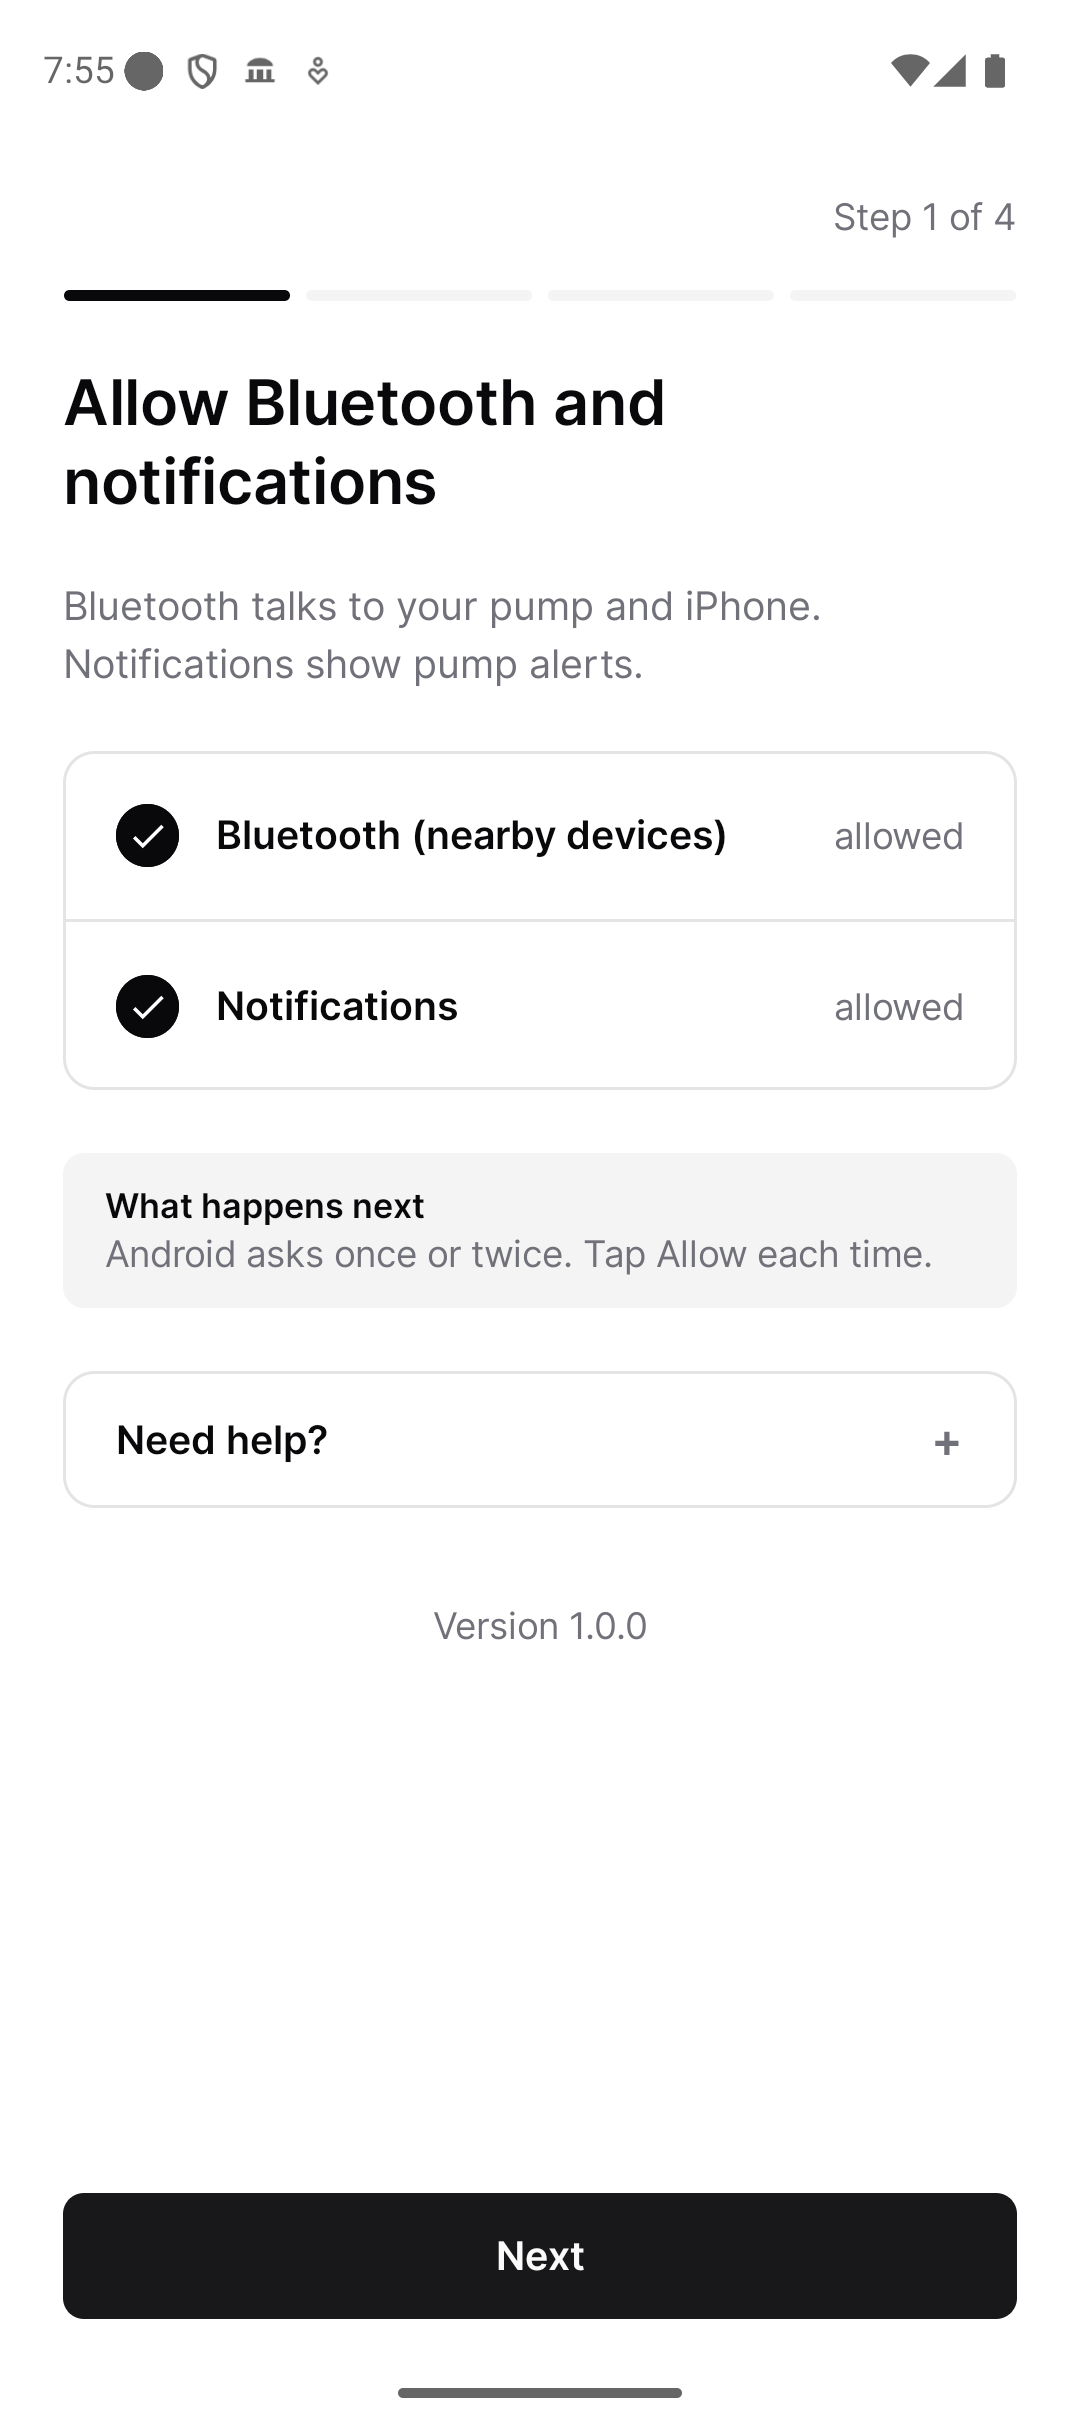 7:55
Step 1 of 4
Allow Bluetooth and
notifications
Bluetooth talks to your pump and iPhone.
Notifications show pump alerts.
Bluetooth (nearby devices) allowed
Notifications allowed
What happens next
Android asks once or twice. Tap Allow each time.
Need help? +
Version 1.0.0
Next